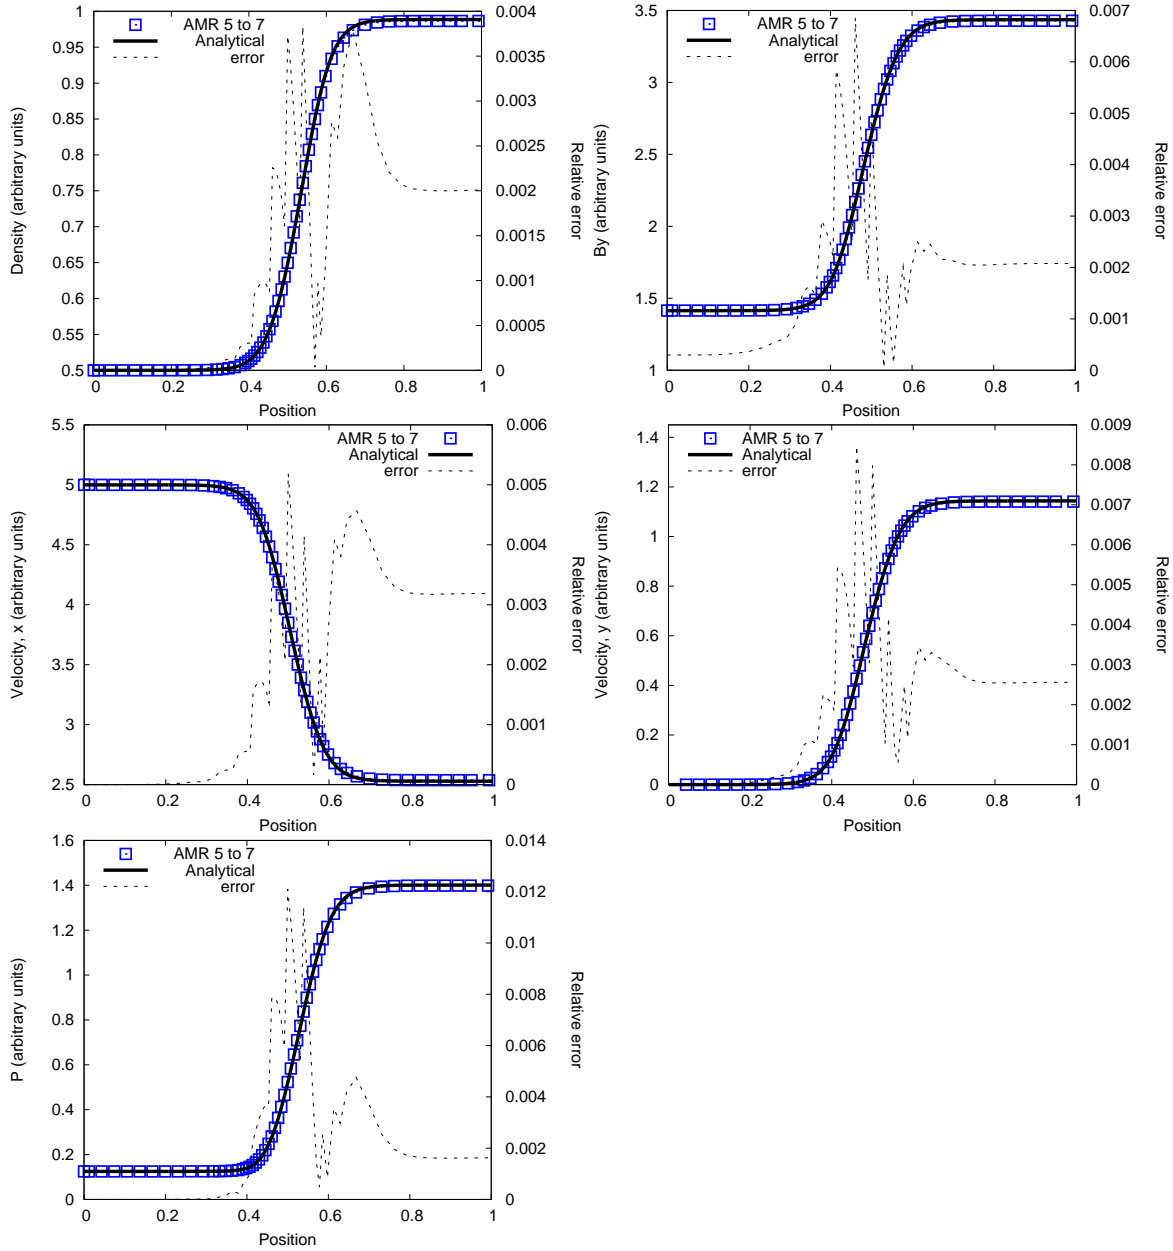 AMR 5 to 7
Analytical
error
Density (arbitrary units)
1
0.95
0.9
0.85
0.8
0.75
0.7
0.65
0.6
0.55
0.5
0.004
0.0035
0.003
0.0025
0.002
0.0015
0.001
0.0005
0
Relative error
0 0.2 0.4 0.6 0.8 1
Position
AMR 5 to 7
Analytical
error
By (arbitrary units)
3.5
3
2.5
2
1.5
1
0.007
0.006
0.005
0.004
0.003
0.002
0.001
0
Relative error
0 0.2 0.4 0.6 0.8 1
Position
AMR 5 to 7
Analytical
error
Velocity, x (arbitrary units)
5.5
5
4.5
4
3.5
3
2.5
0.006
0.005
0.004
0.003
0.002
0.001
0
Relative error
0 0.2 0.4 0.6 0.8 1
Position
AMR 5 to 7
Analytical
error
Velocity, y (arbitrary units)
1.4
1.2
1
0.8
0.6
0.4
0.2
0
0.009
0.008
0.007
0.006
0.005
0.004
0.003
0.002
0.001
0
Relative error
0 0.2 0.4 0.6 0.8 1
Position
AMR 5 to 7
Analytical
error
P (arbitrary units)
1.6
1.4
1.2
1
0.8
0.6
0.4
0.2
0
0.014
0.012
0.01
0.008
0.006
0.004
0.002
0
Relative error
0 0.2 0.4 0.6 0.8 1
Position